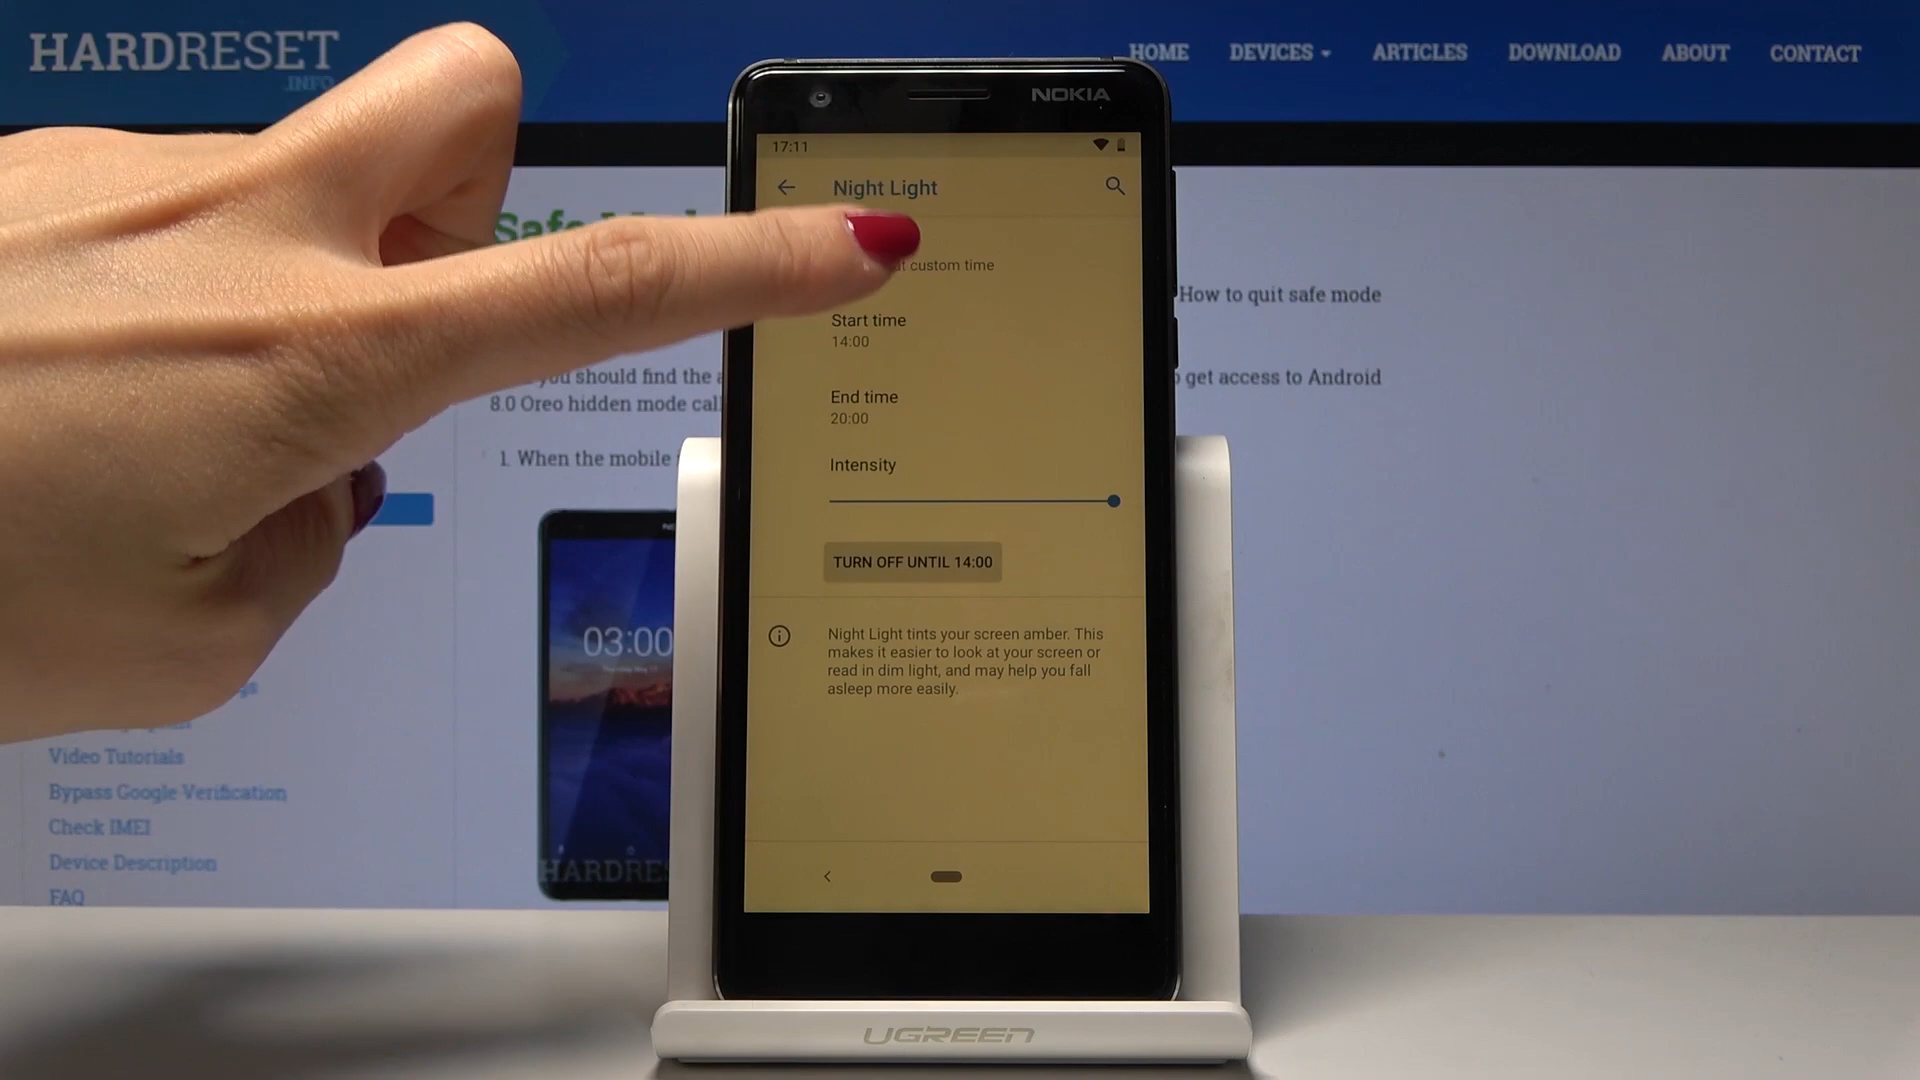 HARDRESET
.INFO
HOME DEVICES ARTICLES DOWNLOAD ABOUT CONTACT
NOKIA
17:11
Night Light
custom time
Start time
14:00
End time
20:00
Intensity
TURN OFF UNTIL 14:00
Night Light tints your screen amber. This
makes it easier to look at your screen or
read in dim light, and may help you fall
asleep more easily.
How to quit safe mode
you should find the
get access to Android
8.0 Oreo hidden mode
1. When the mobile
03:00
Video Tutorials
Bypass Google Verification
Check IMEI
Device Description
FAQ
UGREEN